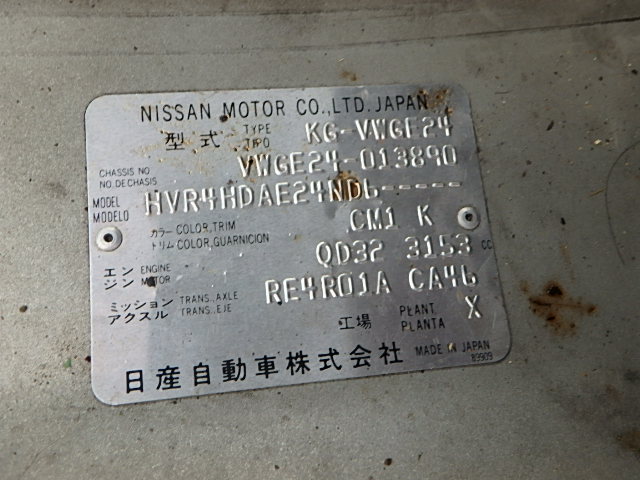 NISSAN MOTOR CO.,LTD. JAPAN
型式 TYPE TIPO KG-VWGE24
CHASSIS NO NO. DE CHASIS VWGE24-013890
MODEL MODELO HVR4HDAE24ND6-----
カラー COLOR,TRIM トリム COLOR,GUARNICION CM1 K
エンジン ENGINE MOTOR QD32 3153 CC
ミッション アクスル TRANS.,AXLE TRANS.,EJE RE4R01A CA46
工場 PLANT PLANTA X
日産自動車株式会社 MADE IN JAPAN
83909